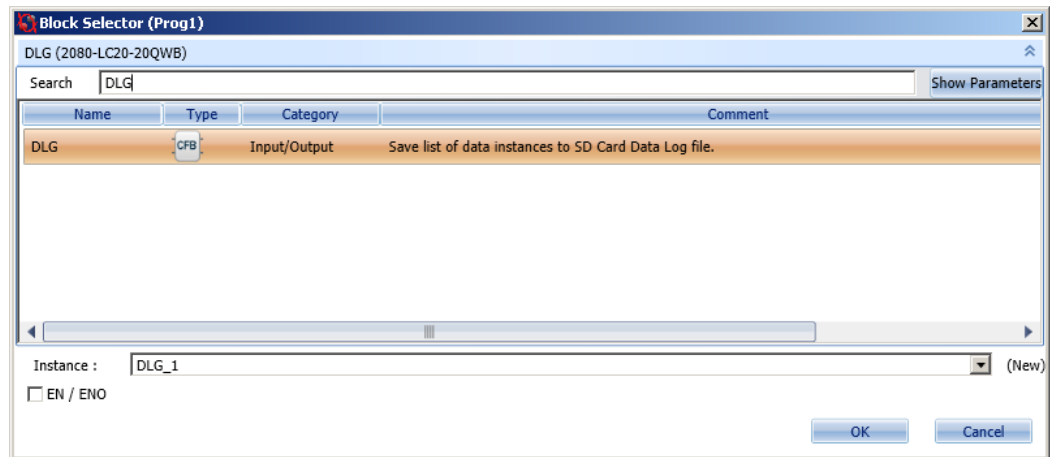 Block Selector (Prog1)
DLG (2080-LC20-20QWB)
Search DLG Show Parameters
Name Type Category Comment
DLG CFB Input/Output Save list of data instances to SD Card Data Log file.
Instance : DLG_1 (New)
EN / ENO
OK Cancel